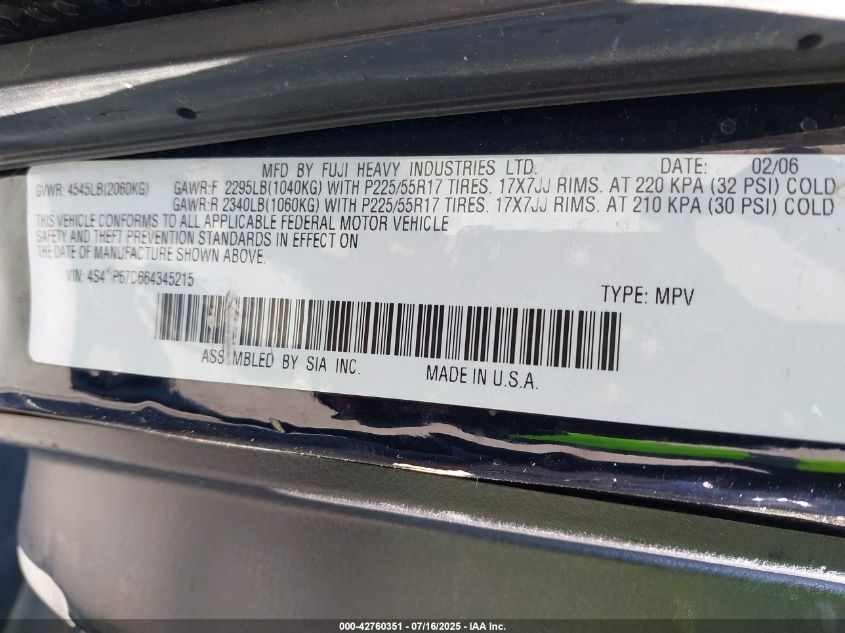 MFD BY FUJI HEAVY INDUSTRIES LTD. DATE: 02/06
GVWR: 4545LB(2060KG) GAWR:F 2295LB(1040KG) WITH P225/55R17 TIRES. 17X7JJ RIMS. AT 220 KPA (32 PSI) COLD
GAWR:R 2340LB(1060KG) WITH P225/55R17 TIRES. 17X7JJ RIMS. AT 210 KPA (30 PSI) COLD
THIS VEHICLE CONFORMS TO ALL APPLICABLE FEDERAL MOTOR VEHICLE
SAFETY AND THEFT PREVENTION STANDARDS IN EFFECT ON
THE DATE OF MANUFACTURE SHOWN ABOVE.
VIN: 4S4 P67C664345215 TYPE: MPV
ASS MBLED BY SIA INC. MADE IN U.S.A.
000-42760351 - 07/16/2025 - IAA Inc.